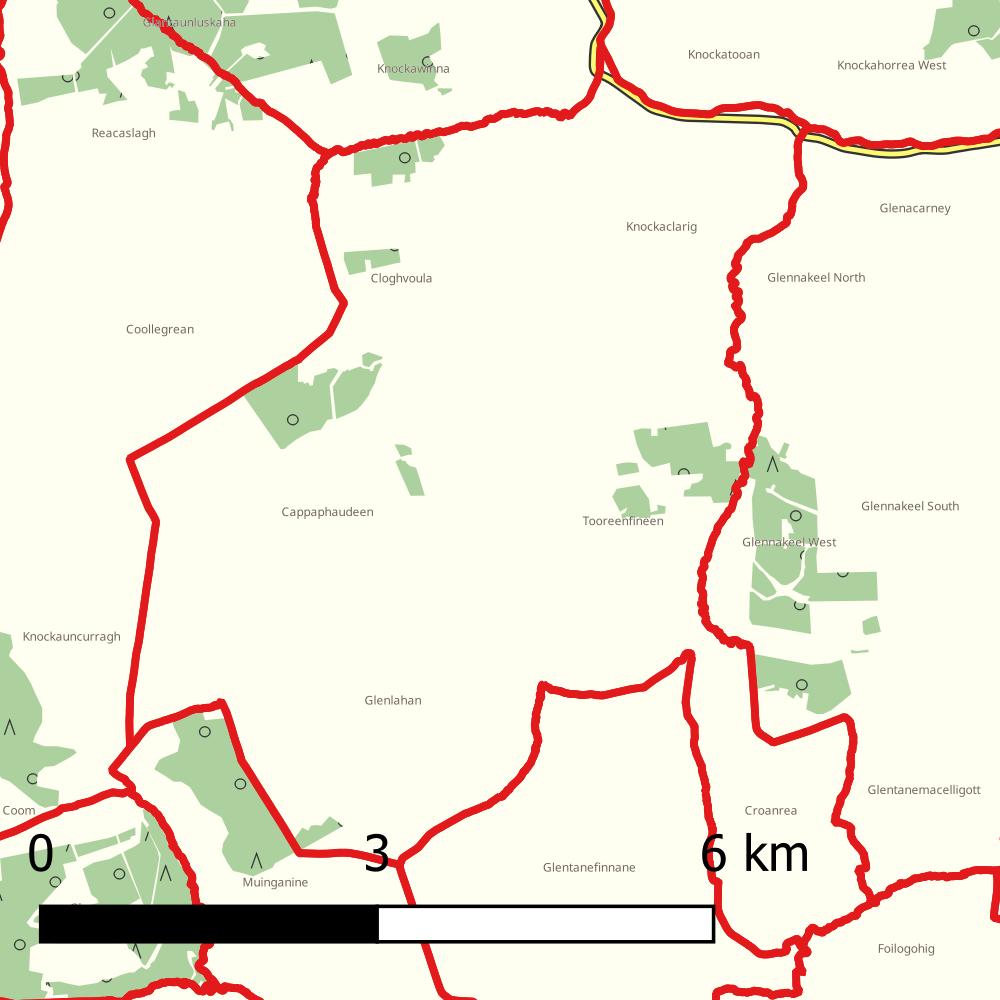 Glantaunluskaha
Knockatooan
Knockawinna
Knockahorrea West
Reacaslagh
Glenacarney
Knockaclarig
Cloghvoula
Glennakeel North
Coollegrean
Cappaphaudeen
Tooreenfineen
Glennakeel South
Glennakeel West
Knockauncurragh
Glenlahan
Glentanemacelligott
Coom
Croanrea
0 3 6 km
Glentanefinnane
Muinganine
Foilogohig